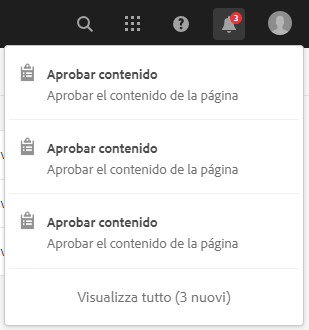 3
Aprobar contenido
Aprobar el contenido de la página
Aprobar contenido
Aprobar el contenido de la página
Aprobar contenido
Aprobar el contenido de la página
Visualizza tutto (3 nuovi)